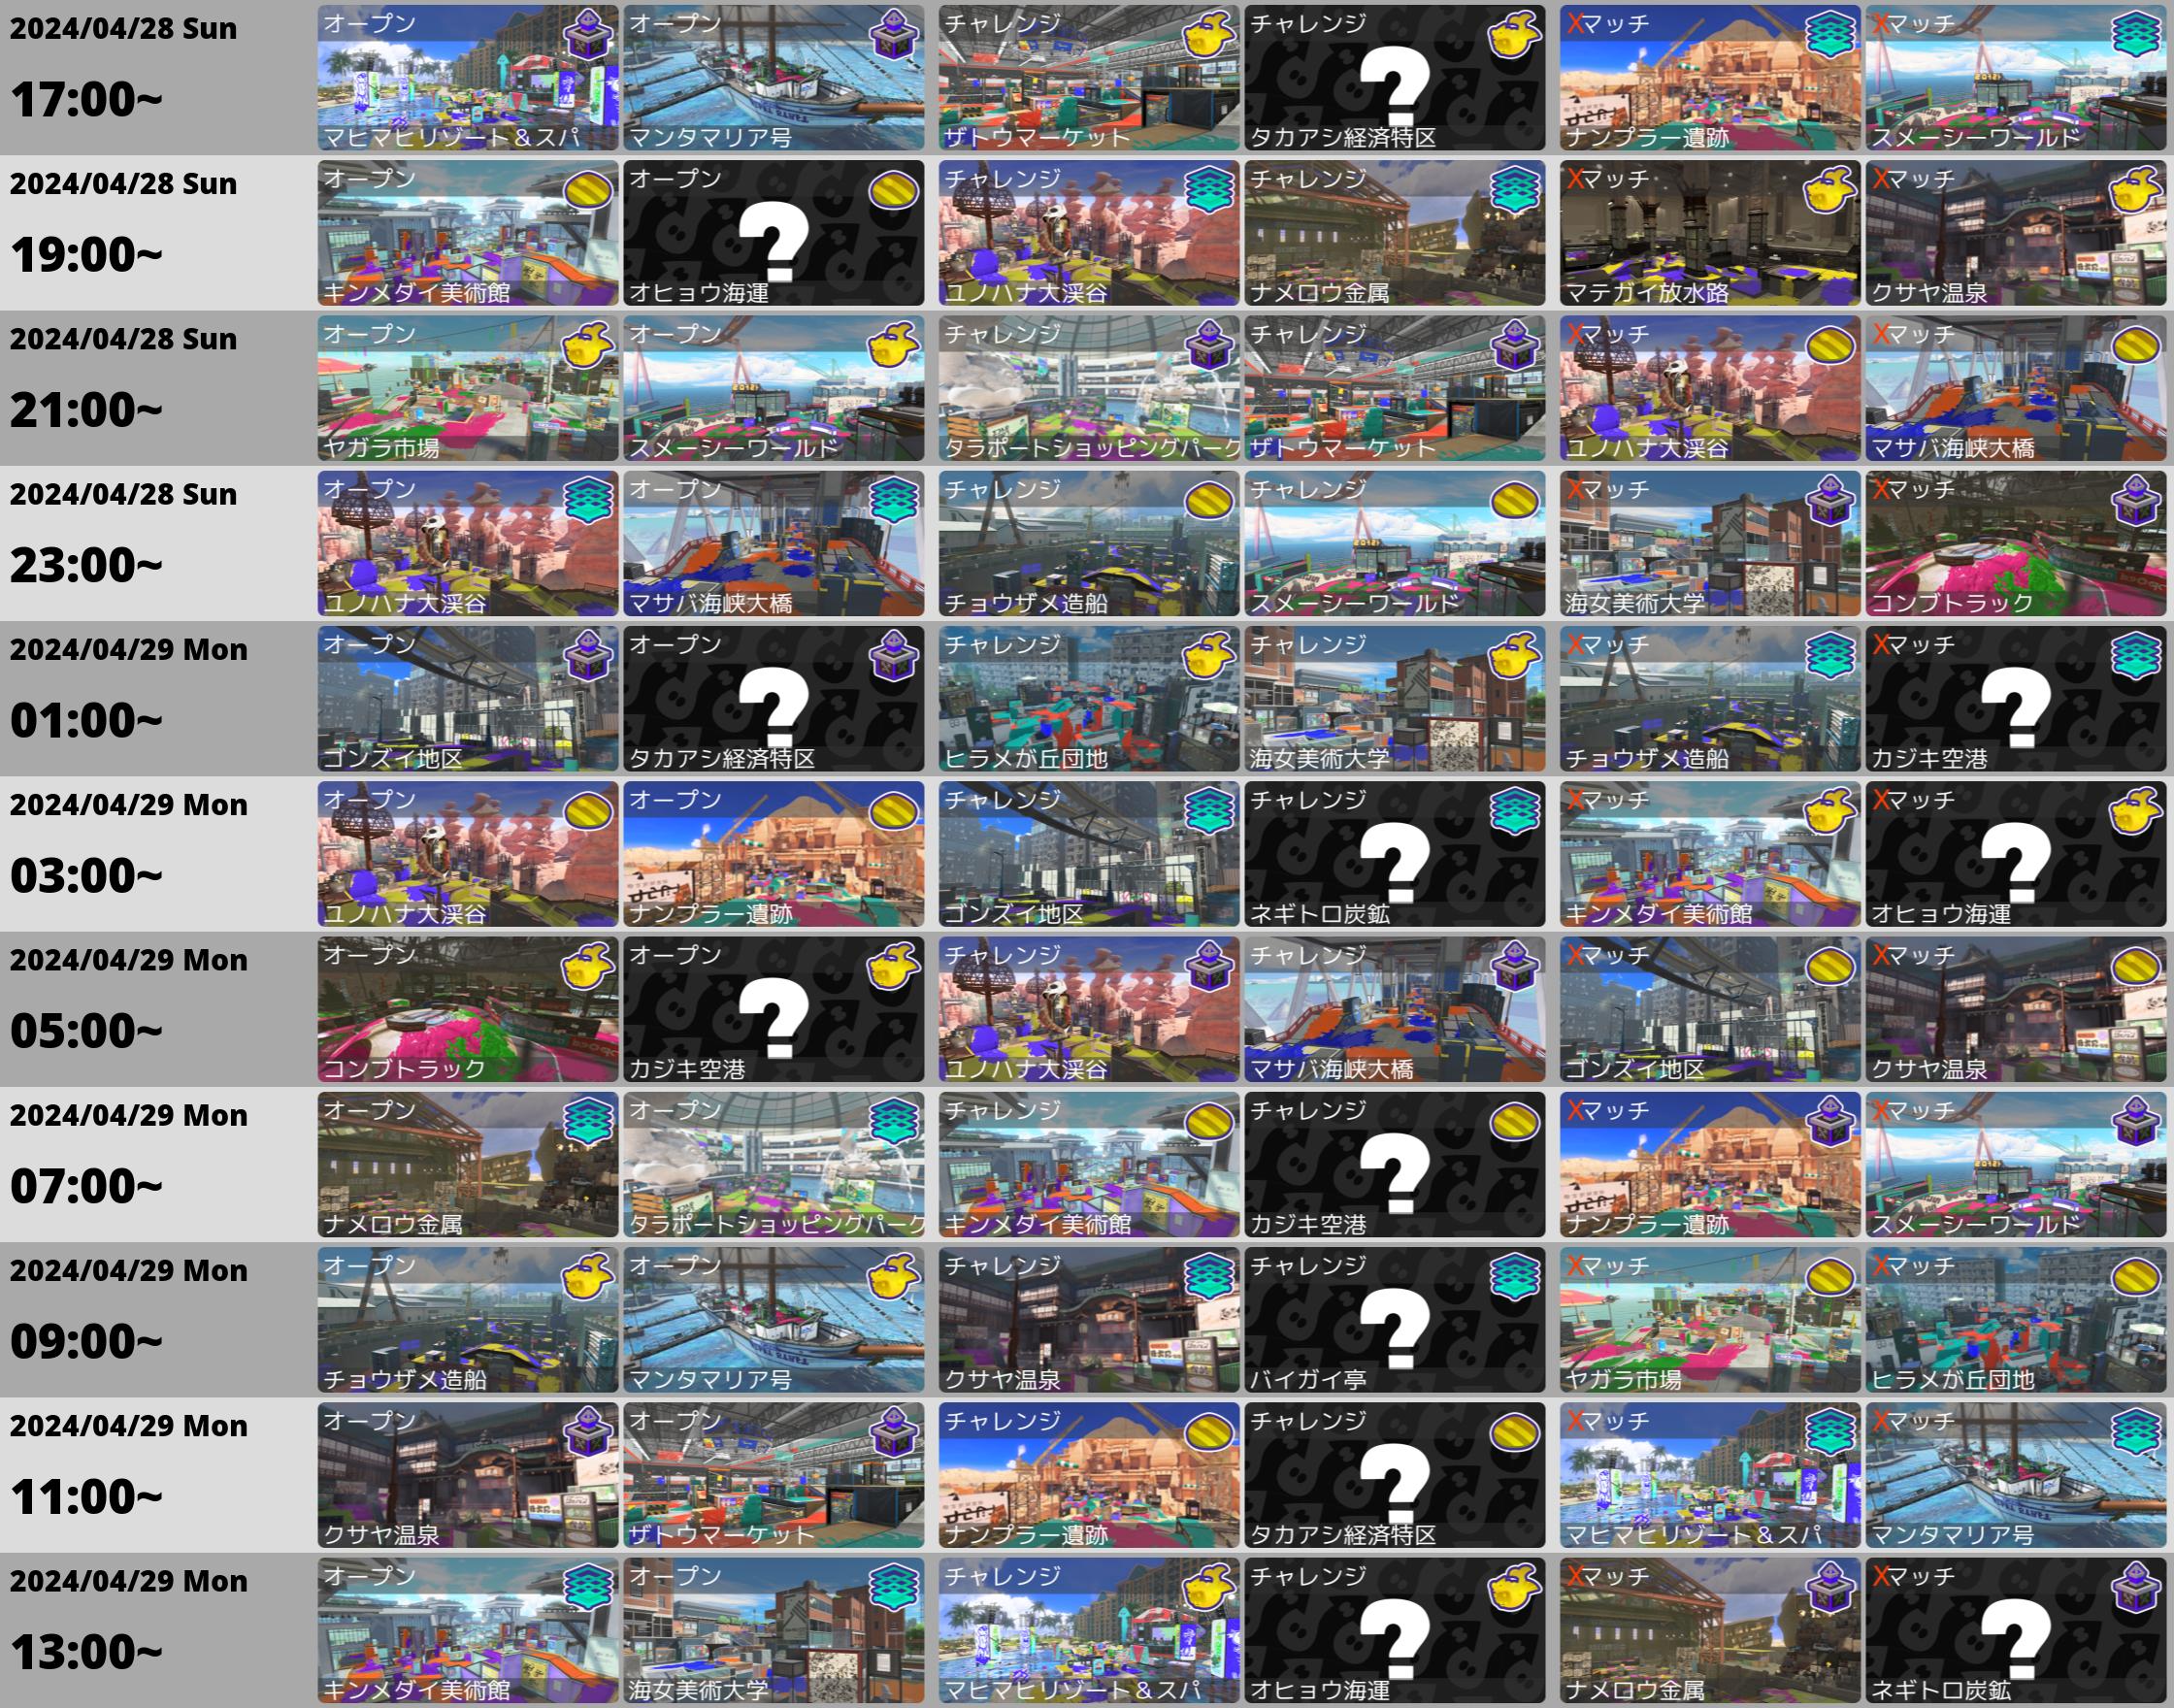 2024/04/28 Sun
17:00~
オープン
マヒマヒリゾート＆スパ
オープン
マンタマリア号
チャレンジ
ザトウマーケット
チャレンジ
タカアシ経済特区
Xマッチ
ナンプラー遺跡
Xマッチ
スメーシーワールド
2024/04/28 Sun
19:00~
オープン
キンメダイ美術館
オープン
オヒョウ海運
チャレンジ
ユノハナ大渓谷
チャレンジ
ナメロウ金属
Xマッチ
マテガイ放水路
Xマッチ
クサヤ温泉
2024/04/28 Sun
21:00~
オープン
ヤガラ市場
オープン
スメーシーワールド
チャレンジ
タラポートショッピングパーク
チャレンジ
ザトウマーケット
Xマッチ
ユノハナ大渓谷
Xマッチ
マサバ海峡大橋
2024/04/28 Sun
23:00~
オープン
ユノハナ大渓谷
オープン
マサバ海峡大橋
チャレンジ
チョウザメ造船
チャレンジ
スメーシーワールド
Xマッチ
海女美術大学
Xマッチ
コンブトラック
2024/04/29 Mon
01:00~
オープン
ゴンズイ地区
オープン
タカアシ経済特区
チャレンジ
ヒラメが丘団地
チャレンジ
海女美術大学
Xマッチ
チョウザメ造船
Xマッチ
カジキ空港
2024/04/29 Mon
03:00~
オープン
ユノハナ大渓谷
オープン
ナンプラー遺跡
チャレンジ
ゴンズイ地区
チャレンジ
ネギトロ炭鉱
Xマッチ
キンメダイ美術館
Xマッチ
オヒョウ海運
2024/04/29 Mon
05:00~
オープン
コンブトラック
オープン
カジキ空港
チャレンジ
ユノハナ大渓谷
チャレンジ
マサバ海峡大橋
Xマッチ
ゴンズイ地区
Xマッチ
クサヤ温泉
2024/04/29 Mon
07:00~
オープン
ナメロウ金属
オープン
タラポートショッピングパーク
チャレンジ
キンメダイ美術館
チャレンジ
カジキ空港
Xマッチ
ナンプラー遺跡
Xマッチ
スメーシーワールド
2024/04/29 Mon
09:00~
オープン
チョウザメ造船
オープン
マンタマリア号
チャレンジ
クサヤ温泉
チャレンジ
バイガイ亭
Xマッチ
ヤガラ市場
Xマッチ
ヒラメが丘団地
2024/04/29 Mon
11:00~
オープン
クサヤ温泉
オープン
ザトウマーケット
チャレンジ
ナンプラー遺跡
チャレンジ
タカアシ経済特区
Xマッチ
マヒマヒリゾート＆スパ
Xマッチ
マンタマリア号
2024/04/29 Mon
13:00~
オープン
キンメダイ美術館
オープン
海女美術大学
チャレンジ
マヒマヒリゾート＆スパ
チャレンジ
オヒョウ海運
Xマッチ
ナメロウ金属
Xマッチ
ネギトロ炭鉱